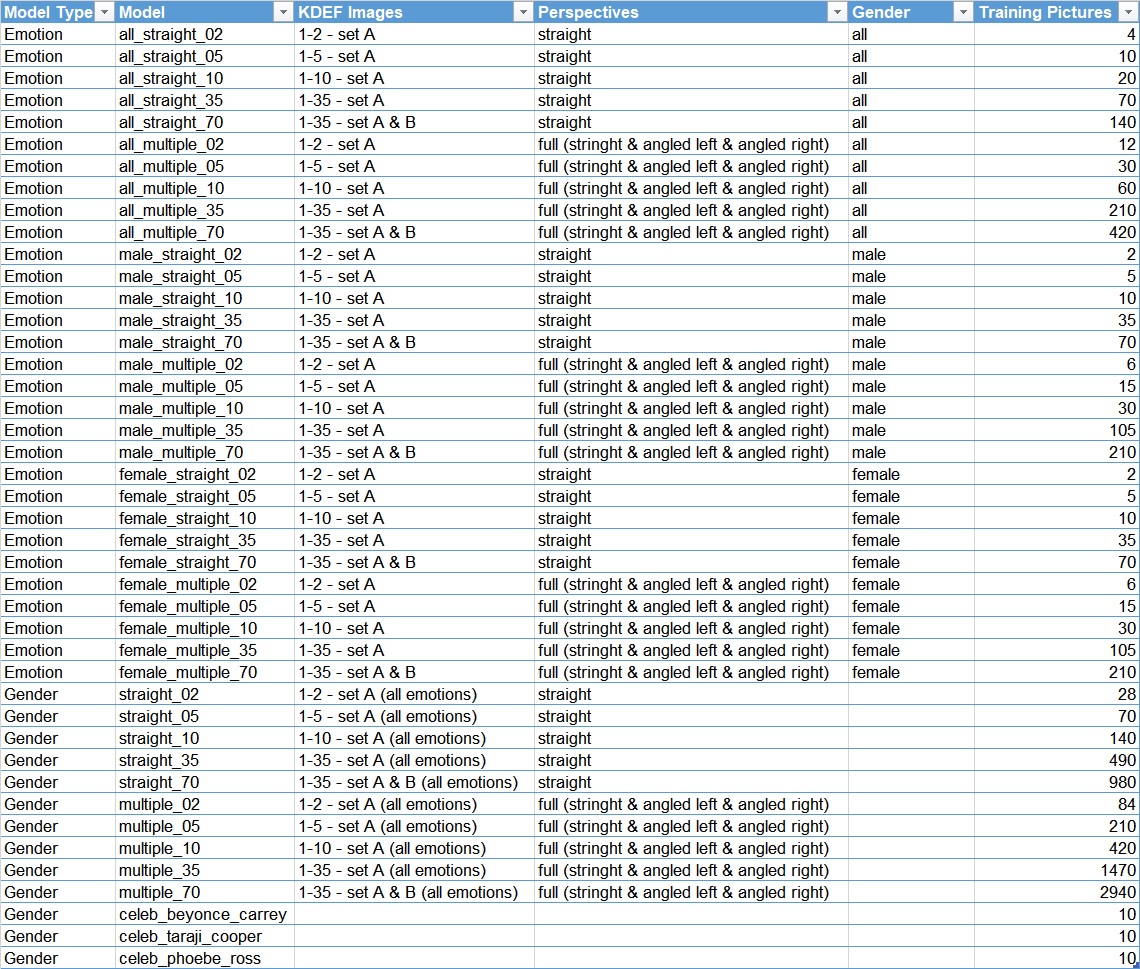 Model Type Model KDEF Images Perspectives Gender Training Pictures
Emotion all_straight_02 1-2 - set A straight all 4
Emotion all_straight_05 1-5 - set A straight all 10
Emotion all_straight_10 1-10 - set A straight all 20
Emotion all_straight_35 1-35 - set A straight all 70
Emotion all_straight_70 1-35 - set A & B straight all 140
Emotion all_multiple_02 1-2 - set A full (stringht & angled left & angled right) all 12
Emotion all_multiple_05 1-5 - set A full (stringht & angled left & angled right) all 30
Emotion all_multiple_10 1-10 - set A full (stringht & angled left & angled right) all 60
Emotion all_multiple_35 1-35 - set A full (stringht & angled left & angled right) all 210
Emotion all_multiple_70 1-35 - set A & B full (stringht & angled left & angled right) all 420
Emotion male_straight_02 1-2 - set A straight male 2
Emotion male_straight_05 1-5 - set A straight male 5
Emotion male_straight_10 1-10 - set A straight male 10
Emotion male_straight_35 1-35 - set A straight male 35
Emotion male_straight_70 1-35 - set A & B straight male 70
Emotion male_multiple_02 1-2 - set A full (stringht & angled left & angled right) male 6
Emotion male_multiple_05 1-5 - set A full (stringht & angled left & angled right) male 15
Emotion male_multiple_10 1-10 - set A full (stringht & angled left & angled right) male 30
Emotion male_multiple_35 1-35 - set A full (stringht & angled left & angled right) male 105
Emotion male_multiple_70 1-35 - set A & B full (stringht & angled left & angled right) male 210
Emotion female_straight_02 1-2 - set A straight female 2
Emotion female_straight_05 1-5 - set A straight female 5
Emotion female_straight_10 1-10 - set A straight female 10
Emotion female_straight_35 1-35 - set A straight female 35
Emotion female_straight_70 1-35 - set A & B straight female 70
Emotion female_multiple_02 1-2 - set A full (stringht & angled left & angled right) female 6
Emotion female_multiple_05 1-5 - set A full (stringht & angled left & angled right) female 15
Emotion female_multiple_10 1-10 - set A full (stringht & angled left & angled right) female 30
Emotion female_multiple_35 1-35 - set A full (stringht & angled left & angled right) female 105
Emotion female_multiple_70 1-35 - set A & B full (stringht & angled left & angled right) female 210
Gender straight_02 1-2 - set A (all emotions) straight 28
Gender straight_05 1-5 - set A (all emotions) straight 70
Gender straight_10 1-10 - set A (all emotions) straight 140
Gender straight_35 1-35 - set A (all emotions) straight 490
Gender straight_70 1-35 - set A & B (all emotions) straight 980
Gender multiple_02 1-2 - set A (all emotions) full (stringht & angled left & angled right) 84
Gender multiple_05 1-5 - set A (all emotions) full (stringht & angled left & angled right) 210
Gender multiple_10 1-10 - set A (all emotions) full (stringht & angled left & angled right) 420
Gender multiple_35 1-35 - set A (all emotions) full (stringht & angled left & angled right) 1470
Gender multiple_70 1-35 - set A & B (all emotions) full (stringht & angled left & angled right) 2940
Gender celeb_beyonce_carrey 10
Gender celeb_taraji_cooper 10
Gender celeb_phoebe_ross 10